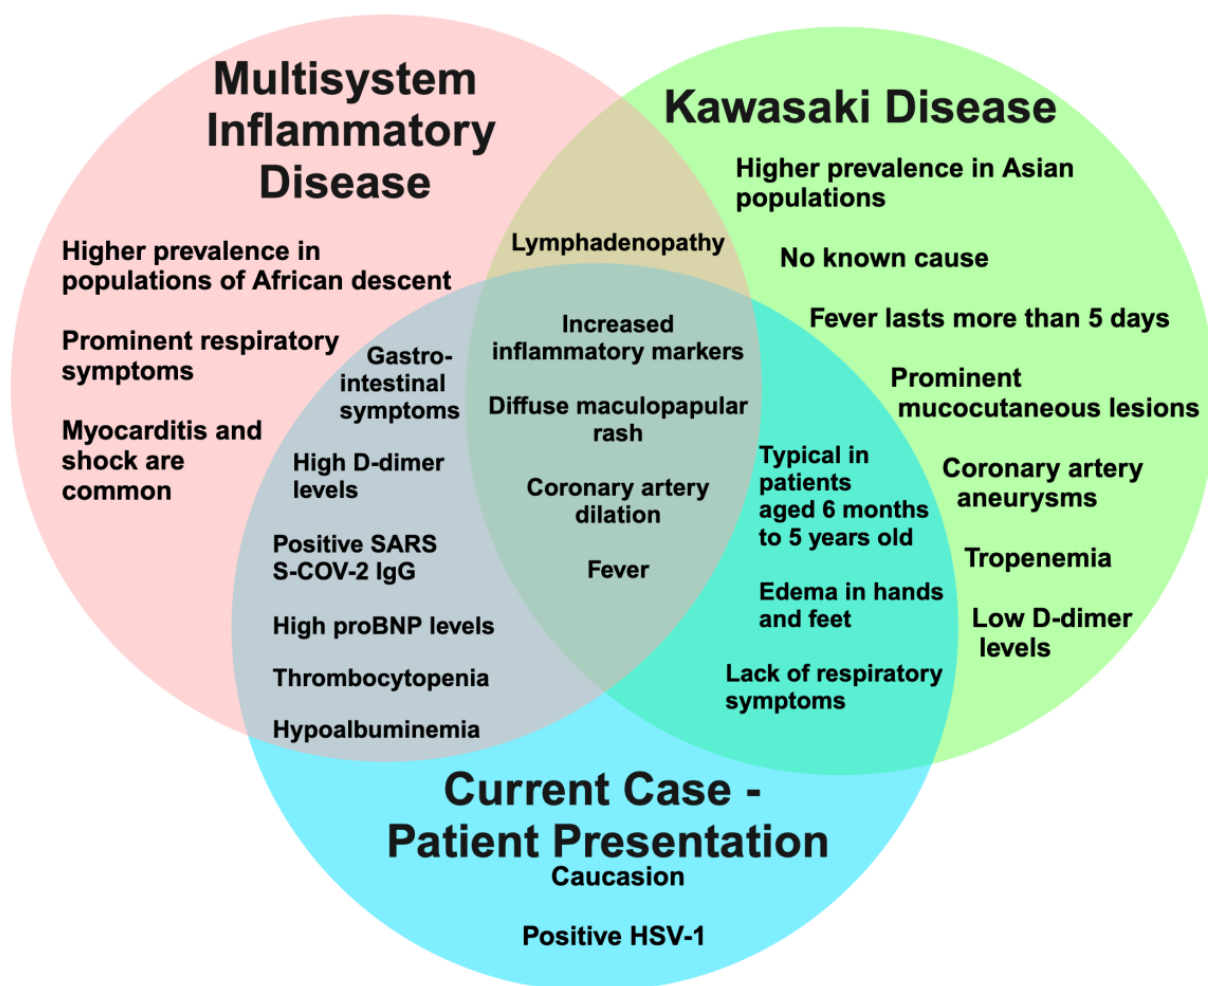 Multisystem
Inflammatory
Disease
Higher prevalence in
populations of African descent
Prominent respiratory
symptoms
Myocarditis and
shock are
common
Kawasaki Disease
Higher prevalence in Asian
populations
No known cause
Fever lasts more than 5 days
Prominent
mucocutaneous lesions
Coronary artery
aneurysms
Tropenemia
Low D-dimer
levels
Lymphadenopathy
Increased
inflammatory markers
Diffuse maculopapular
rash
Coronary artery
dilation
Fever
Gastro-
intestinal
symptoms
High D-dimer
levels
Positive SARS
S-COV-2 IgG
High proBNP levels
Thrombocytopenia
Hypoalbuminemia
Typical in
patients
aged 6 months
to 5 years old
Edema in hands
and feet
Lack of respiratory
symptoms
Current Case -
Patient Presentation
Caucasion
Positive HSV-1